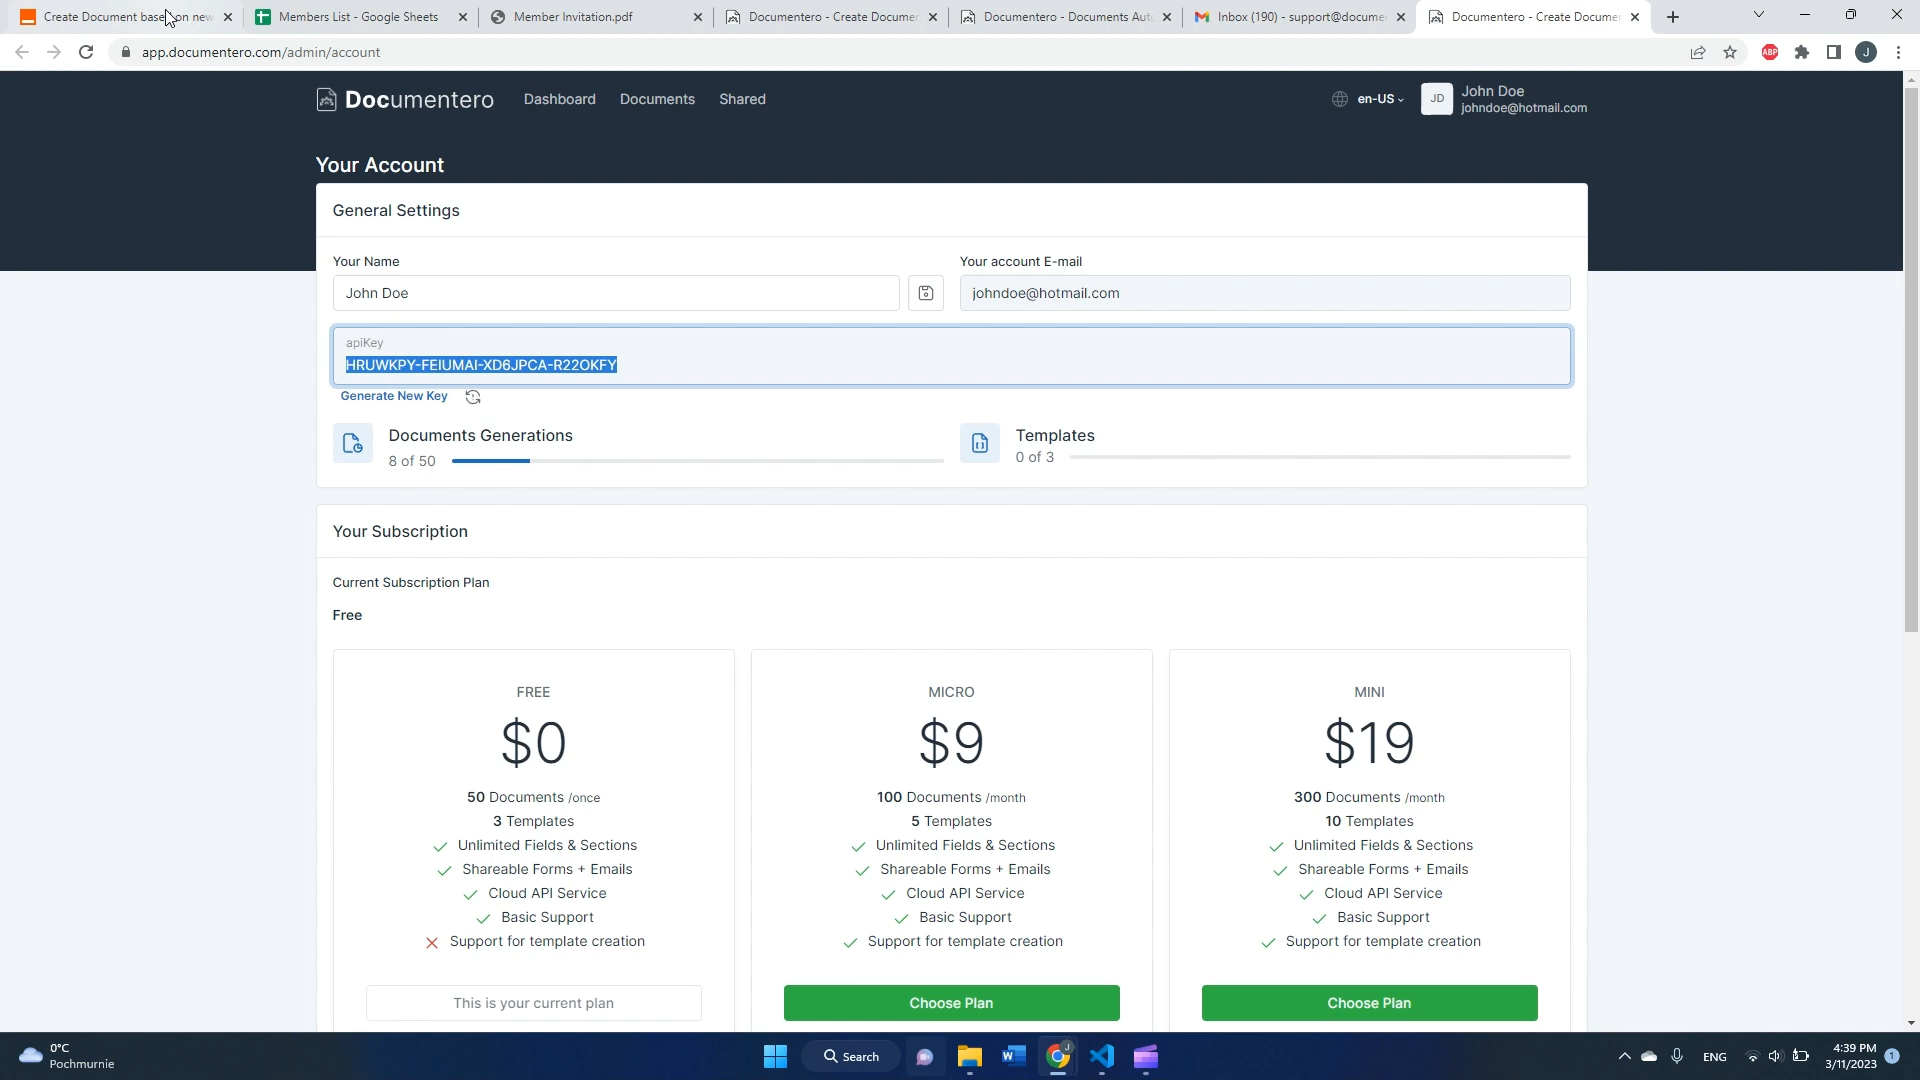 Create Document based on new
Members List - Google Sheets
Member Invitation.pdf
Documentero - Create Documen
Documentero - Documents Auto
Inbox (190) - support@docume
Documentero - Create Documen
app.documentero.com/admin/account
ABP
J
Documentero
Dashboard
Documents
Shared
en-US
JD
John Doe
johndoe@hotmail.com
Your Account
General Settings
Your Name
Your account E-mail
John Doe
johndoe@hotmail.com
apiKey
HRUWKPY-FEIUMAI-XD6JPCA-R22OKFY
Generate New Key
Documents Generations
8 of 50
Templates
0 of 3
Your Subscription
Current Subscription Plan
Free
FREE
$0
50 Documents /once
3 Templates
Unlimited Fields & Sections
Shareable Forms + Emails
Cloud API Service
Basic Support
Support for template creation
This is your current plan
MICRO
$9
100 Documents /month
5 Templates
Unlimited Fields & Sections
Shareable Forms + Emails
Cloud API Service
Basic Support
Support for template creation
Choose Plan
MINI
$19
300 Documents /month
10 Templates
Unlimited Fields & Sections
Shareable Forms + Emails
Cloud API Service
Basic Support
Support for template creation
Choose Plan
0°C
Pochmurnie
Search
J
ENG
4:39 PM
3/11/2023
1